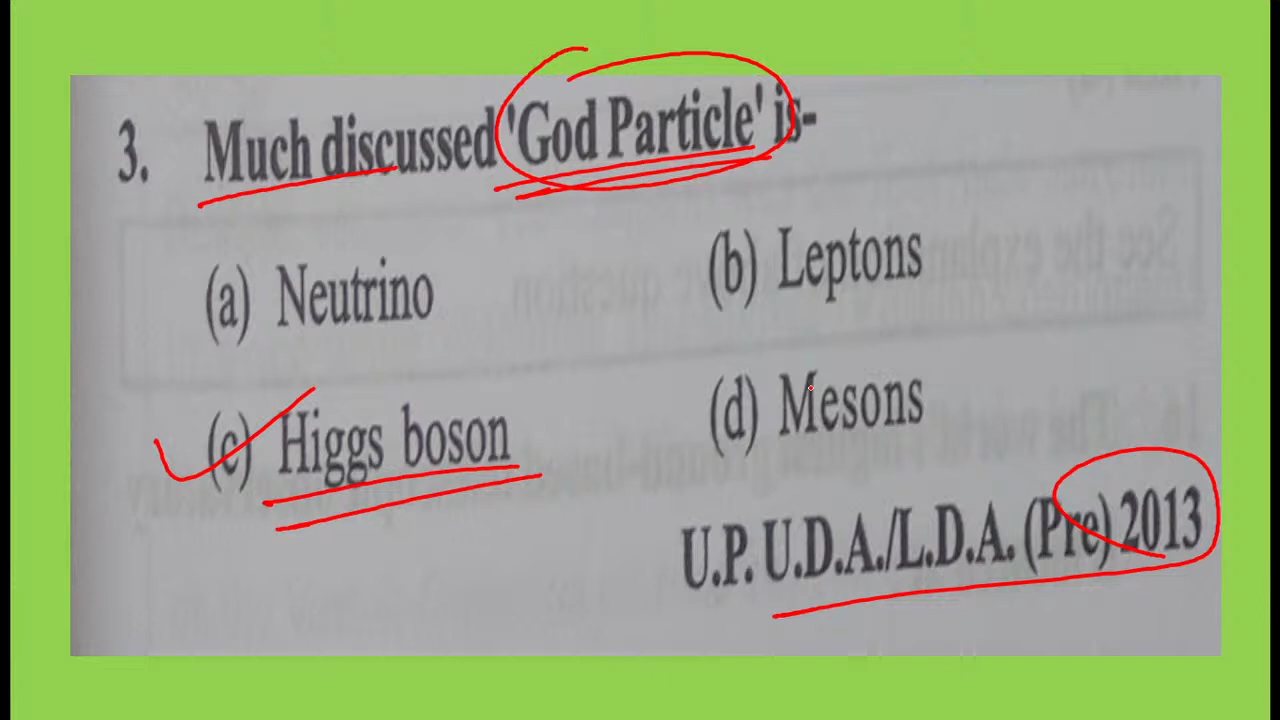 3. Much discussed 'God Particle' is-
(a) Neutrino (b) Leptons
(c) Higgs boson (d) Mesons
U.P. U.D.A./L.D.A. (Pre) 2013